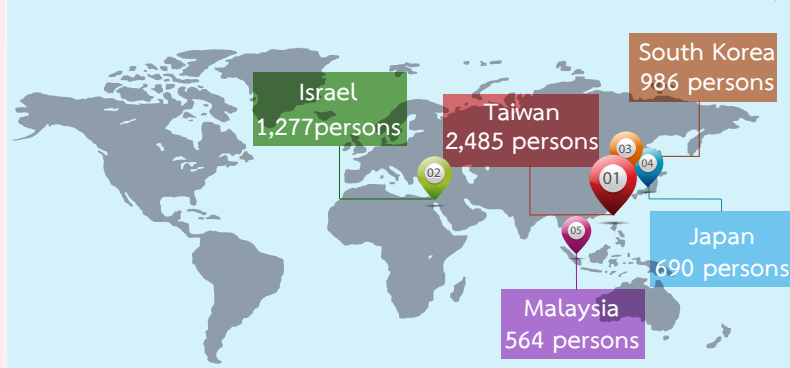 South Korea
986 persons
Israel
1,277persons
Taiwan
2,485 persons
03
04
02
01
05
Japan
690 persons
Malaysia
564 persons